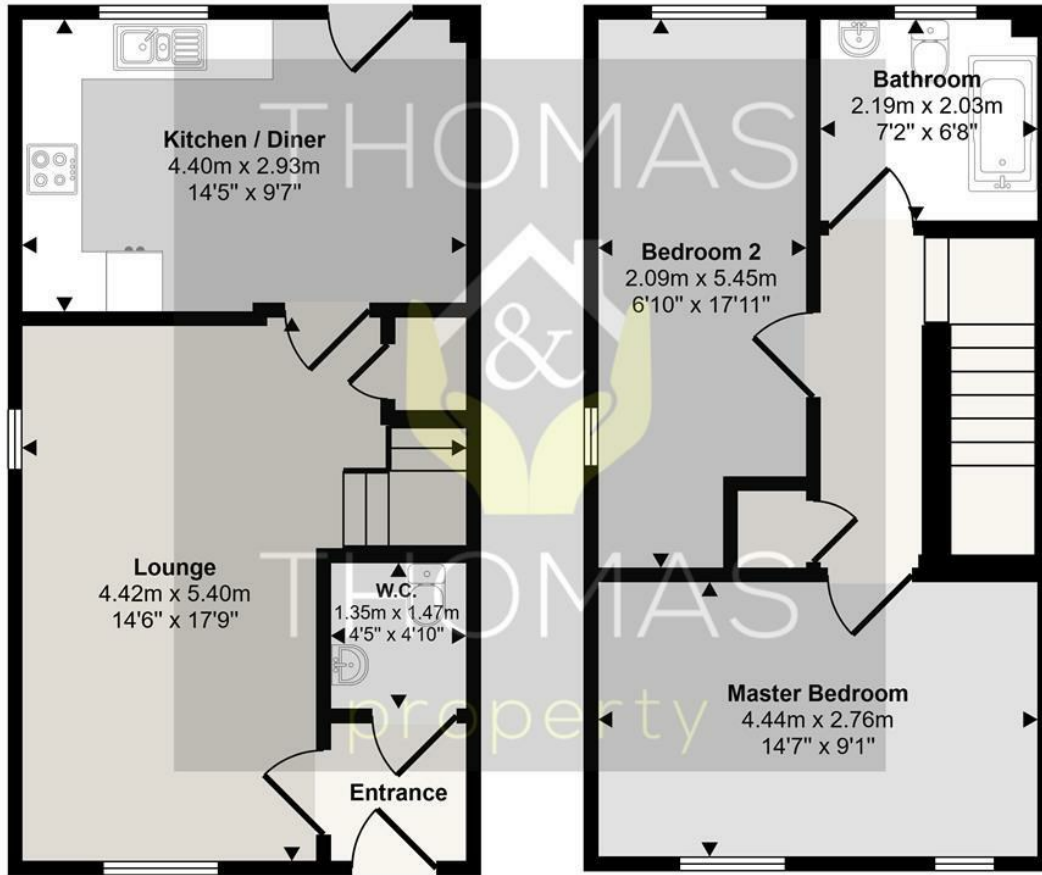 Kitchen / Diner
4.40m x 2.93m
14'5" x 9'7"
Lounge
4.42m x 5.40m
14'6" x 17'9"
W.C.
1.35m x 1.47m
4'5" x 4'10"
Entrance
Bathroom
2.19m x 2.03m
7'2" x 6'8"
Bedroom 2
2.09m x 5.45m
6'10" x 17'11"
Master Bedroom
4.44m x 2.76m
14'7" x 9'1"
THOMAS
&
THOMAS
property